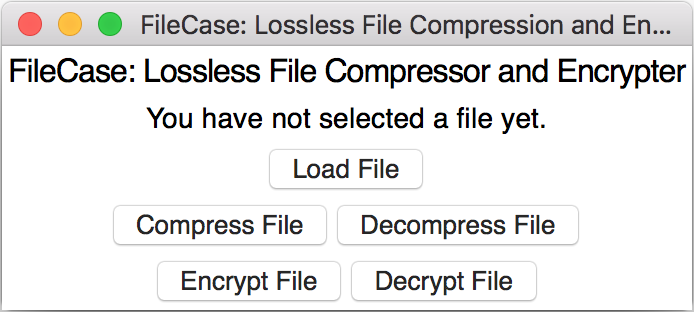 FileCase: Lossless File Compression and En...
FileCase: Lossless File Compressor and Encrypter
You have not selected a file yet.
Load File
Compress File Decompress File
Encrypt File Decrypt File